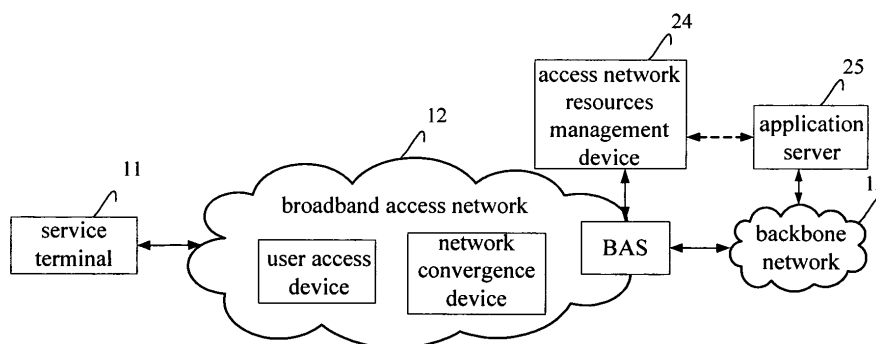 24
access network
resources
management
device
25
application
server
12
11
service
terminal
broadband access network
user access
device
network
convergence
device
BAS
backbone
network